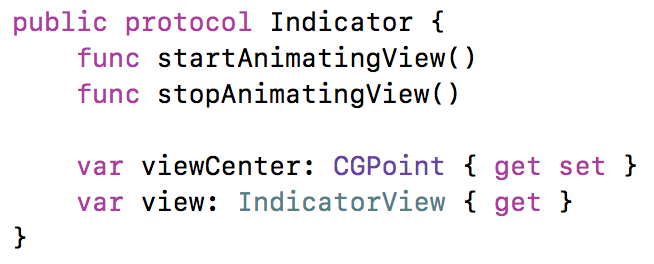 public protocol Indicator {
    func startAnimatingView()
    func stopAnimatingView()

    var viewCenter: CGPoint { get set }
    var view: IndicatorView { get }
}